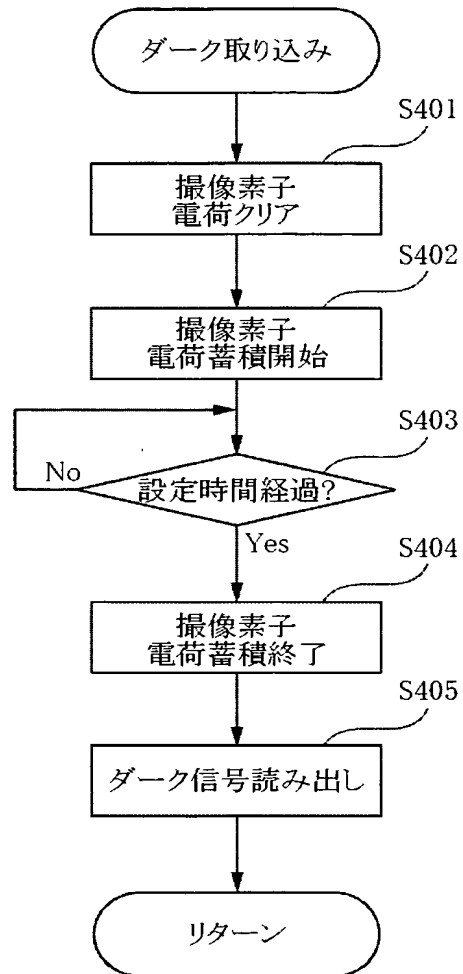 ダーク取り込み
S401
撮像素子
電荷クリア
S402
撮像素子
電荷蓄積開始
S403
No
設定時間経過?
Yes
S404
撮像素子
電荷蓄積終了
S405
ダーク信号読み出し
リターン